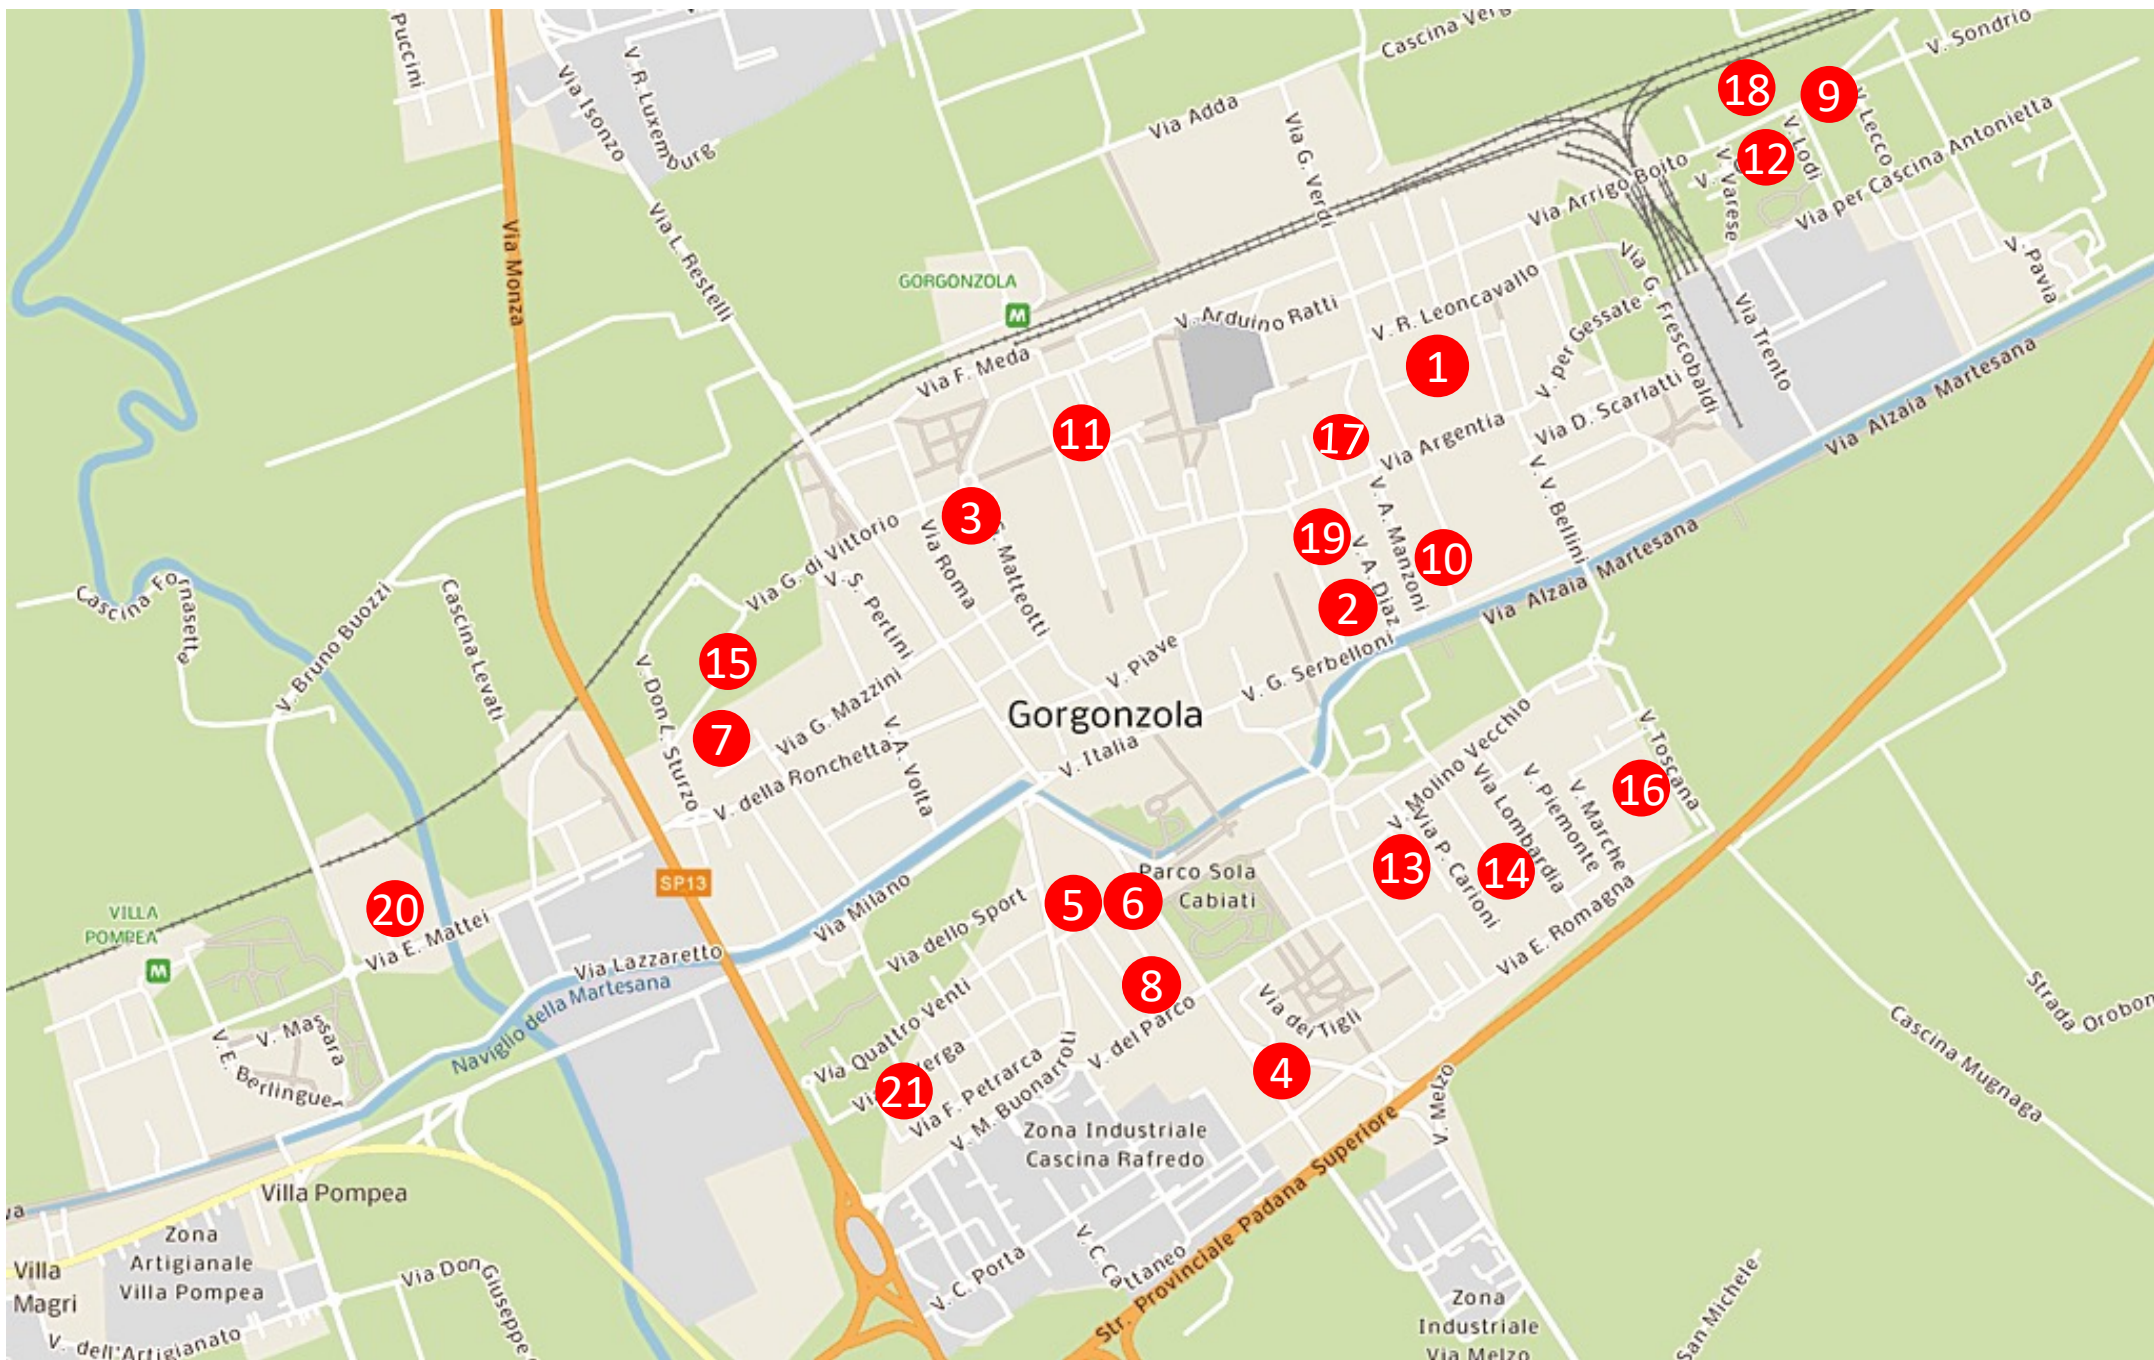 Puccini
V. R. Luxemburg
Via Isonzo
Via Monza
Via L. Restelli
Via Adda
Via G. Verdi
V. Sondrio
18
9
12
V. Lodi
V. Lecco
V. Varese
Via per Cascina Antonietta
Via Arrigo Boito
V. Pavia
GORGONZOLA
M
V. Arduino Ratti
V. R. Leoncavallo
Via G. Frescobaldi
V. per Gessate
Via Trento
Via F. Meda
1
Via D. Scarlatti
Via Alzaia Martesana
11
17
Via Argentia
3
Via G. di Vittorio
Via Roma
Matteotti
V. S. Pertini
19
V. A. Diaz
V. A. Manzoni
10
V. V. Bellini
2
Via Alzaia Martesana
Cascina Fornasetta
V. Bruno Buozzi
Cascina Levati
15
V. Don L. Sturzo
7
Via G. Mazzini
V. della Ronchetta
V. A. Volta
V. Piave
V. G. Serbelloni
Gorgonzola
V. Italia
V. Molino Vecchio
V. Toscana
16
Via Lombardia
V. Piemonte
V. Marche
Via P. Carioni
13
14
Via E. Romagna
SP13
Parco Sola
Cabiati
5
6
8
20
VILLA
POMPEA
M
Via E. Mattei
Via Milano
Via dello Sport
Via Lazzaretto
Naviglio della Martesana
V. Massara
V. E. Berlinguer
Via Quattro Venti
21
Via F. Petrarca
V. M. Buonarroti
V. del Parco
Via dei Tigli
4
V. Melzo
Strada
Cascina Mugnaga
Zona Industriale
Cascina Rafredo
Str. Provinciale Padana Superiore
Villa Pompea
Zona
Artigianale
Villa Pompea
Villa
Magri
V. dell'Artigianato
Via Don Giuseppe
V. C. Porta
V. C. Cattaneo
Zona
Industriale
Via Melzo
San Michele